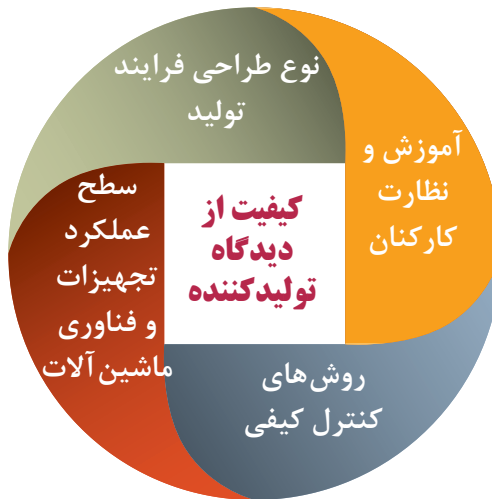 نوع طراحی فرایند
تولید
آموزش و
نظارت
کارکنان
کیفیت از
دیدگاه
تولیدکننده
سطح
عملکرد
تجهیزات
و فناوری
ماشین‌آلات
روش‌های
کنترل کیفی